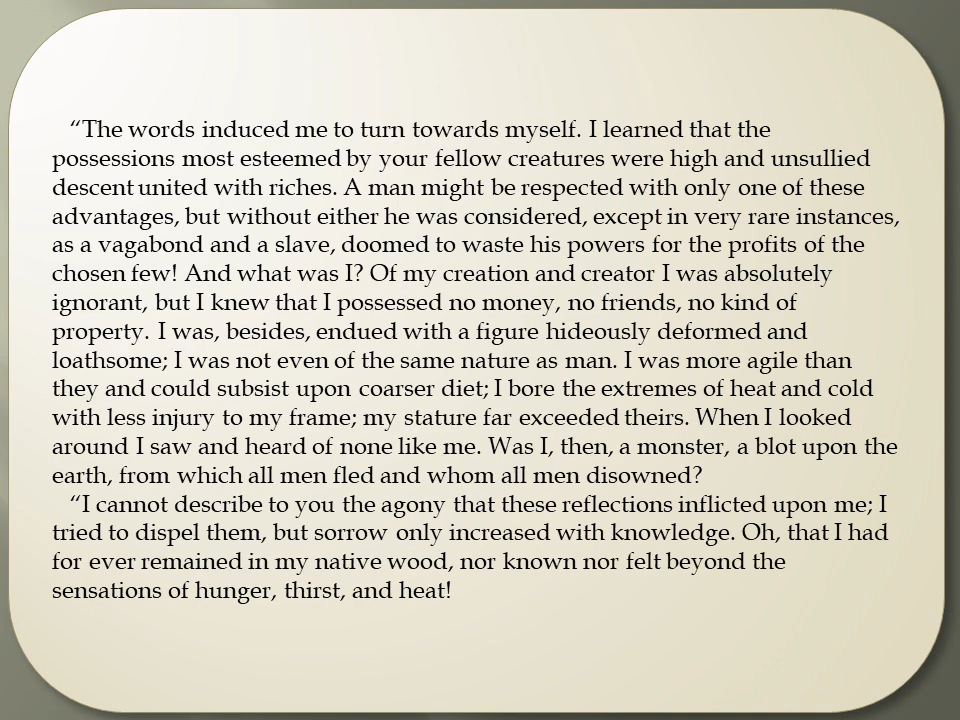 “The words induced me to turn towards myself. I learned that the
possessions most esteemed by your fellow creatures were high and unsullied
descent united with riches. A man might be respected with only one of these
advantages, but without either he was considered, except in very rare instances,
as a vagabond and a slave, doomed to waste his powers for the profits of the
chosen few! And what was I? Of my creation and creator I was absolutely
ignorant, but I knew that I possessed no money, no friends, no kind of
property. I was, besides, endued with a figure hideously deformed and
loathsome; I was not even of the same nature as man. I was more agile than
they and could subsist upon coarser diet; I bore the extremes of heat and cold
with less injury to my frame; my stature far exceeded theirs. When I looked
around I saw and heard of none like me. Was I, then, a monster, a blot upon the
earth, from which all men fled and whom all men disowned?
“I cannot describe to you the agony that these reflections inflicted upon me; I
tried to dispel them, but sorrow only increased with knowledge. Oh, that I had
for ever remained in my native wood, nor known nor felt beyond the
sensations of hunger, thirst, and heat!